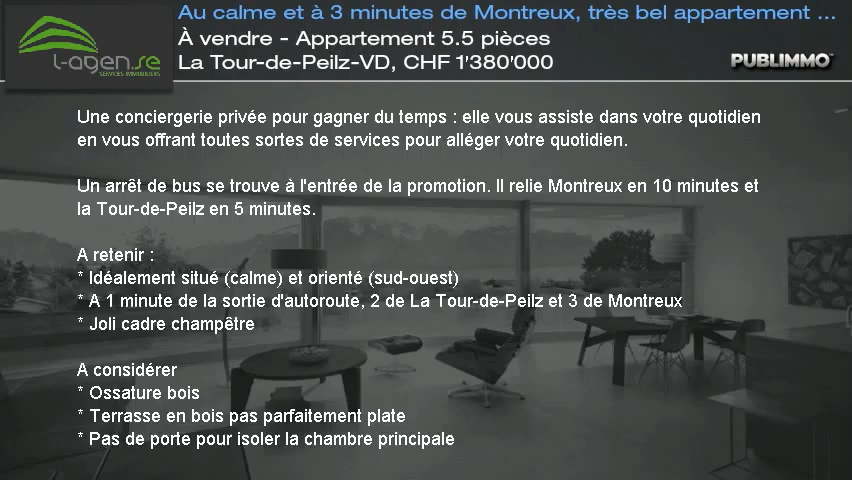 Au calme et à 3 minutes de Montreux, très bel appartement ...
À vendre - Appartement 5.5 pièces
La Tour-de-Peilz-VD, CHF 1'380'000
L-agen.se
SERVICES IMMOBILIERS
PUBLIMMO
Une conciergerie privée pour gagner du temps : elle vous assiste dans votre quotidien
en vous offrant toutes sortes de services pour alléger votre quotidien.
Un arrêt de bus se trouve à l'entrée de la promotion. Il relie Montreux en 10 minutes et
la Tour-de-Peilz en 5 minutes.
A retenir :
* Idéalement situé (calme) et orienté (sud-ouest)
* A 1 minute de la sortie d'autoroute, 2 de La Tour-de-Peilz et 3 de Montreux
* Joli cadre champêtre
A considérer
* Ossature bois
* Terrasse en bois pas parfaitement plate
* Pas de porte pour isoler la chambre principale